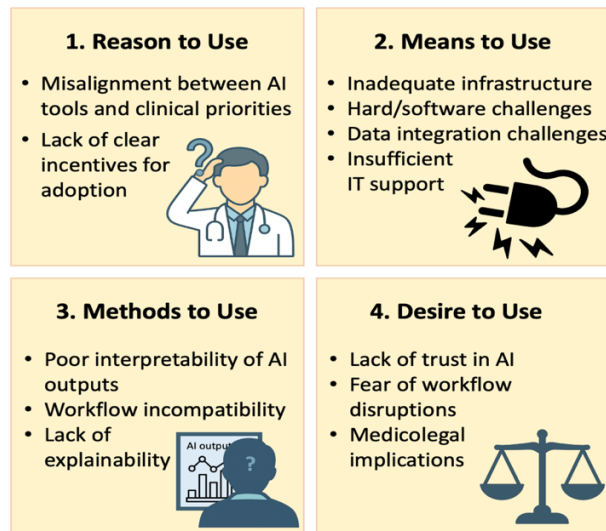 1. Reason to Use
• Misalignment between AI
tools and clinical priorities
• Lack of clear
incentives for
adoption
?
2. Means to Use
• Inadequate infrastructure
• Hard/software challenges
• Data integration challenges
• Insufficient
IT support
3. Methods to Use
• Poor interpretability of AI
outputs
• Workflow incompatibility
• Lack of
explainability
AI output
?
4. Desire to Use
• Lack of trust in AI
• Fear of workflow
disruptions
• Medicolegal
implications